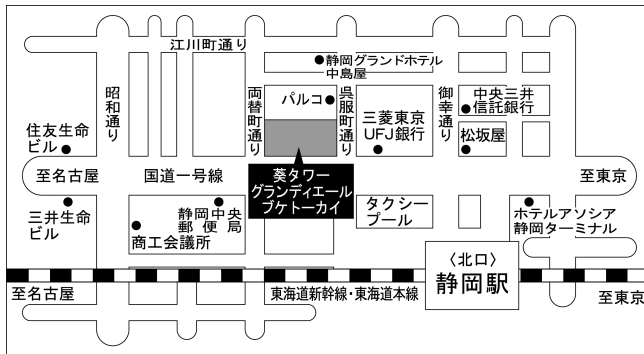 江川町通り
静岡グランドホテル
中島屋
昭和通り
両替町通り
パルコ
呉服町通り
三菱東京
UFJ銀行
御幸通り
中央三井
信託銀行
松坂屋
住友生命
ビル
至名古屋
国道一号線
葵タワー
グランディエール
ブケトーカイ
至東京
三井生命
ビル
静岡中央
郵便局
商工会議所
タクシー
プール
ホテルアソシア
静岡ターミナル
〈北口〉
静岡駅
至名古屋
東海道新幹線・東海道本線
至東京